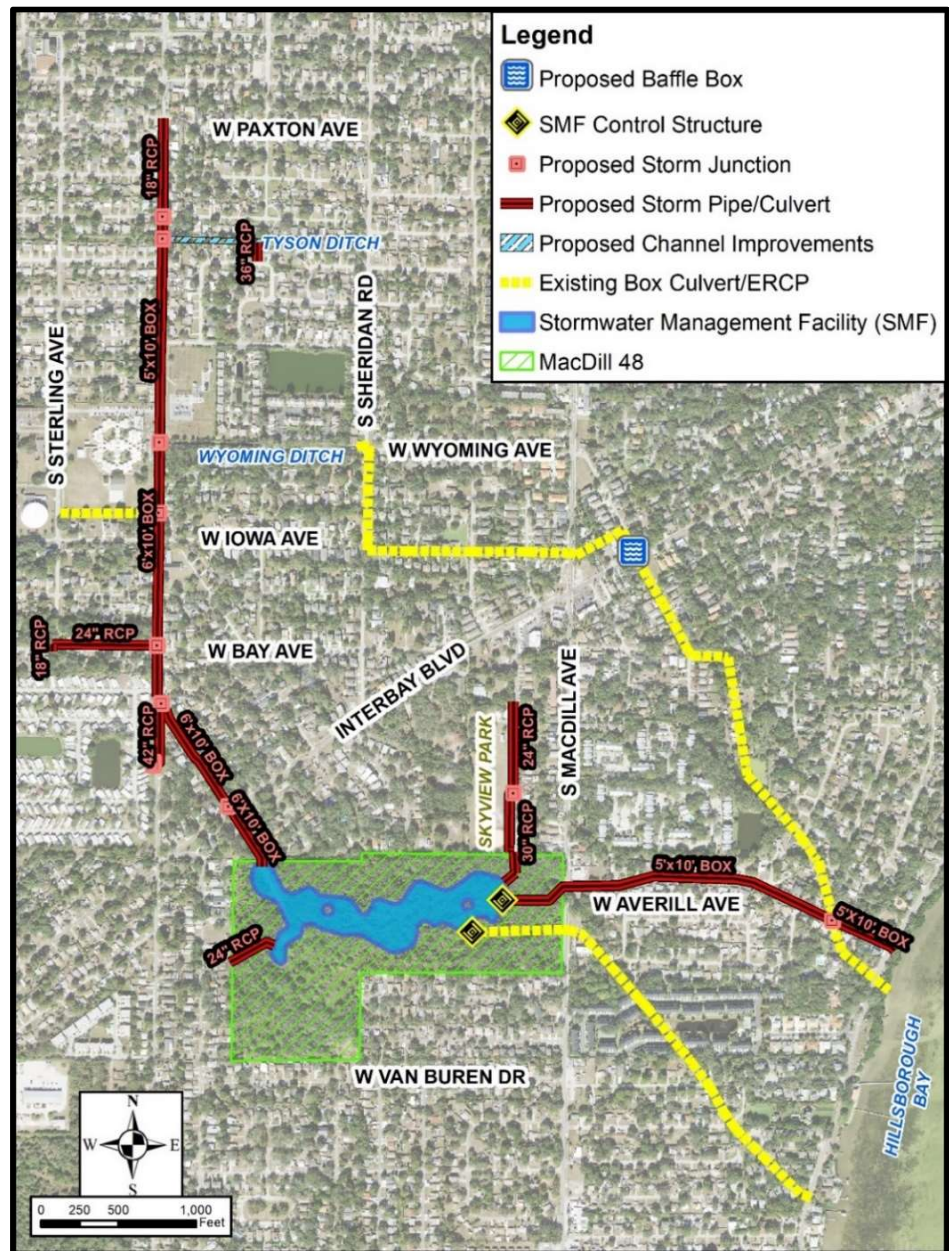 Legend
Proposed Baffle Box
SMF Control Structure
Proposed Storm Junction
Proposed Storm Pipe/Culvert
Proposed Channel Improvements
Existing Box Culvert/ERCP
Stormwater Management Facility (SMF)
MacDill 48
W PAXTON AVE
18" RCP
TYSON DITCH
36" RCP
5'x10' BOX
S STERLING AVE
S SHERIDAN RD
WYOMING DITCH
W WYOMING AVE
6'x10' BOX
W IOWA AVE
24" RCP
18" RCP
W BAY AVE
INTERBAY BLVD
42" RCP
6'x10' BOX
6'X10' BOX
SKYVIEW PARK
24" RCP
30" RCP
S MACDILL AVE
5'x10' BOX
W AVERILL AVE
5'X10' BOX
24" RCP
W VAN BUREN DR
HILLSBOROUGH
BAY
N
W E
S
0 250 500 1,000
Feet